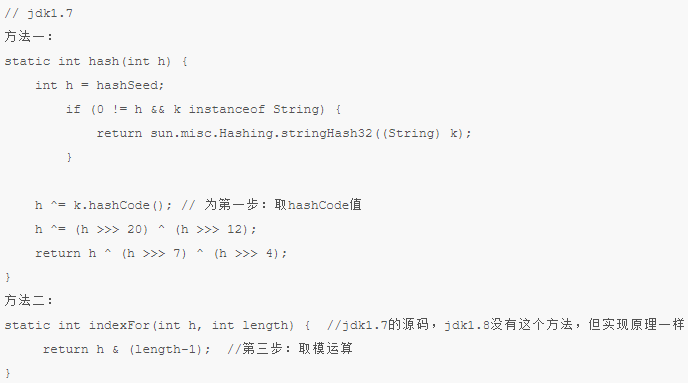 // jdk1.7
方法一：
static int hash(int h) {
    int h = hashSeed;
        if (0 != h && k instanceof String) {
            return sun.misc.Hashing.stringHash32((String) k);
        }
    h ^= k.hashCode(); // 为第一步：取hashCode值
    h ^= (h >>> 20) ^ (h >>> 12);
    return h ^ (h >>> 7) ^ (h >>> 4);
}
方法二：
static int indexFor(int h, int length) {  //jdk1.7的源码，jdk1.8没有这个方法，但实现原理一样
     return h & (length-1);  //第三步：取模运算
}